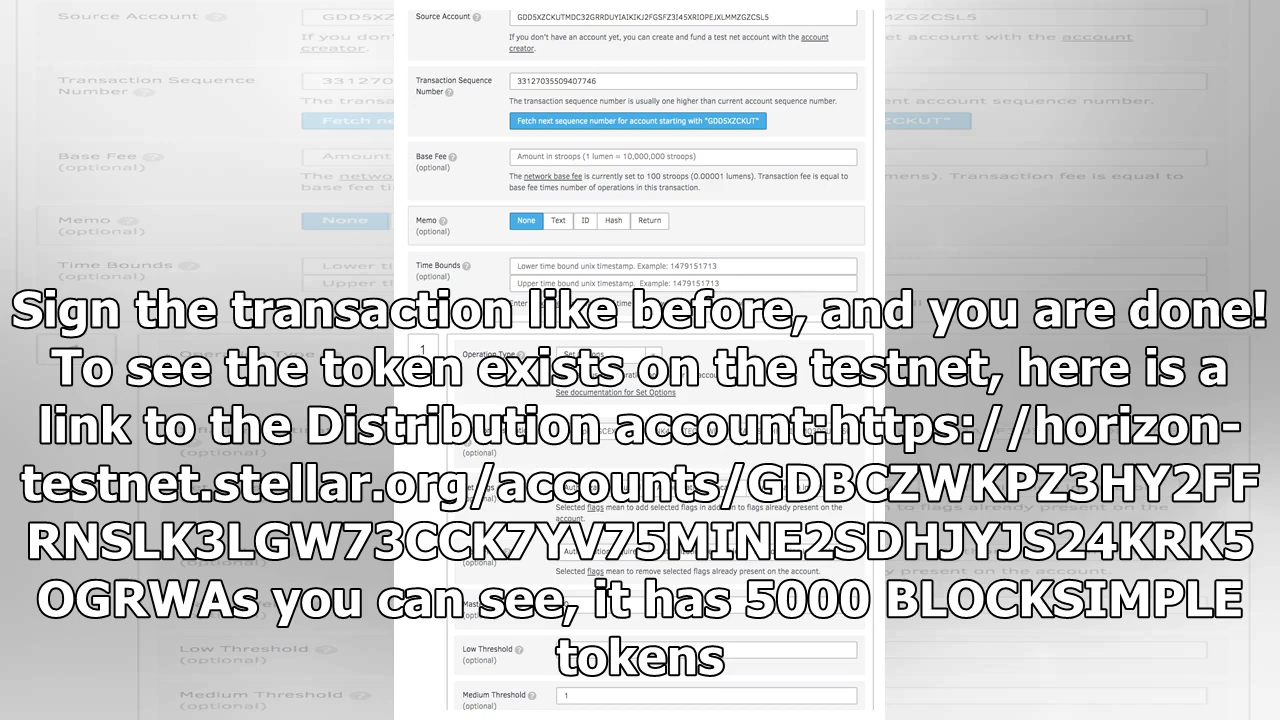 Source Account
GDD5XZCKUTMDC32GRRDUYIAIKIKJ2FGSFZ3I45XRIOPEJXLMMZGZCSL5
If you don't have an account yet, you can create and fund a test net account with the account
creator.
Transaction Sequence
Number
33127035509407746
The transaction sequence number is usually one higher than current account sequence number.
Fetch next sequence number for account starting with "GDD5XZCKUT"
Base Fee
(optional)
Amount in stroops (1 lumen = 10,000,000 stroops)
The network base fee is currently set to 100 stroops (0.00001 lumens). Transaction fee is equal to
base fee times number of operations in this transaction.
Memo
(optional)
None Text ID Hash Return
Time Bounds
(optional)
Lower time bound unix timestamp. Example: 1479151713
Upper time bound unix timestamp. Example: 1479151713
Sign the transaction like before, and you are done!
To see the token exists on the testnet, here is a
link to the Distribution account:https://horizon-
testnet.stellar.org/accounts/GDBCZWKPZ3HY2FF
RNSLK3LGW73CCK7YV75MINE2SDHJYJS24KRK5
OGRWAs you can see, it has 5000 BLOCKSIMPLE
tokens
1
Operation Type
See documentation for Set Options
Selected flags mean to add selected flags in addition to flags already present on the
account.
Selected flags mean to remove selected flags already present on the account.
Low Threshold
(optional)
Medium Threshold
(optional)
1